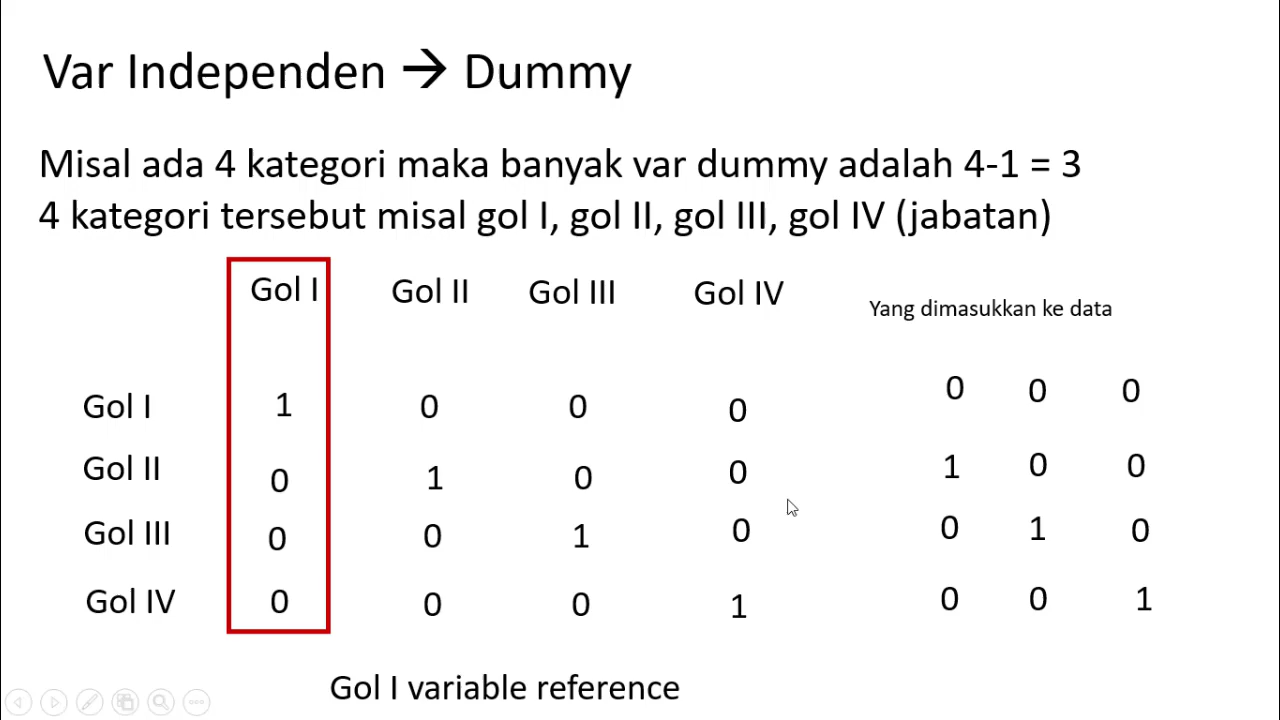 Var Independen → Dummy
Misal ada 4 kategori maka banyak var dummy adalah 4-1 = 3
4 kategori tersebut misal gol I, gol II, gol III, gol IV (jabatan)
Gol I Gol II Gol III Gol IV Yang dimasukkan ke data
Gol I 1 0 0 0 0 0 0
Gol II 0 1 0 0 1 0 0
Gol III 0 0 1 0 0 1 0
Gol IV 0 0 0 1 0 0 1
Gol I variable reference